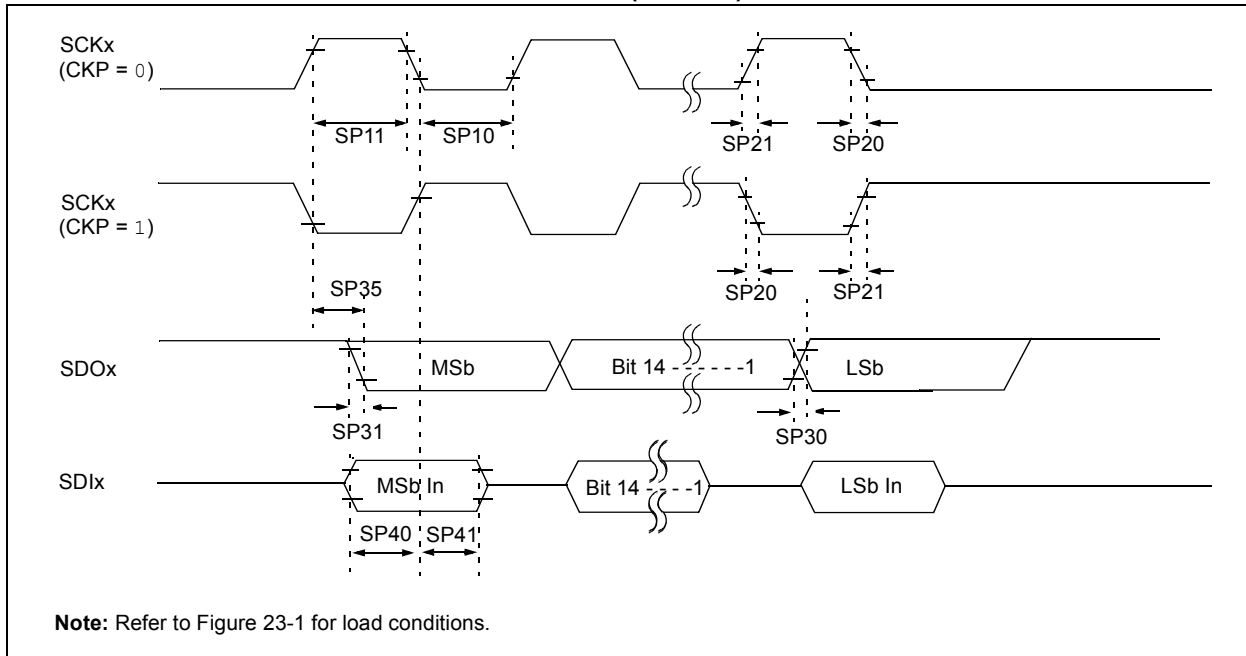 SCKx
(CKP = 0)
SP11
SP10
SP21
SP20
SCKx
(CKP = 1)
SP35
SP20
SP21
SDOx
MSb
Bit 14 - - - - - -1
LSb
SP31
SP30
SDIx
MSb In
Bit 14 - - - -1
LSb In
SP40
SP41
Note: Refer to Figure 23-1 for load conditions.